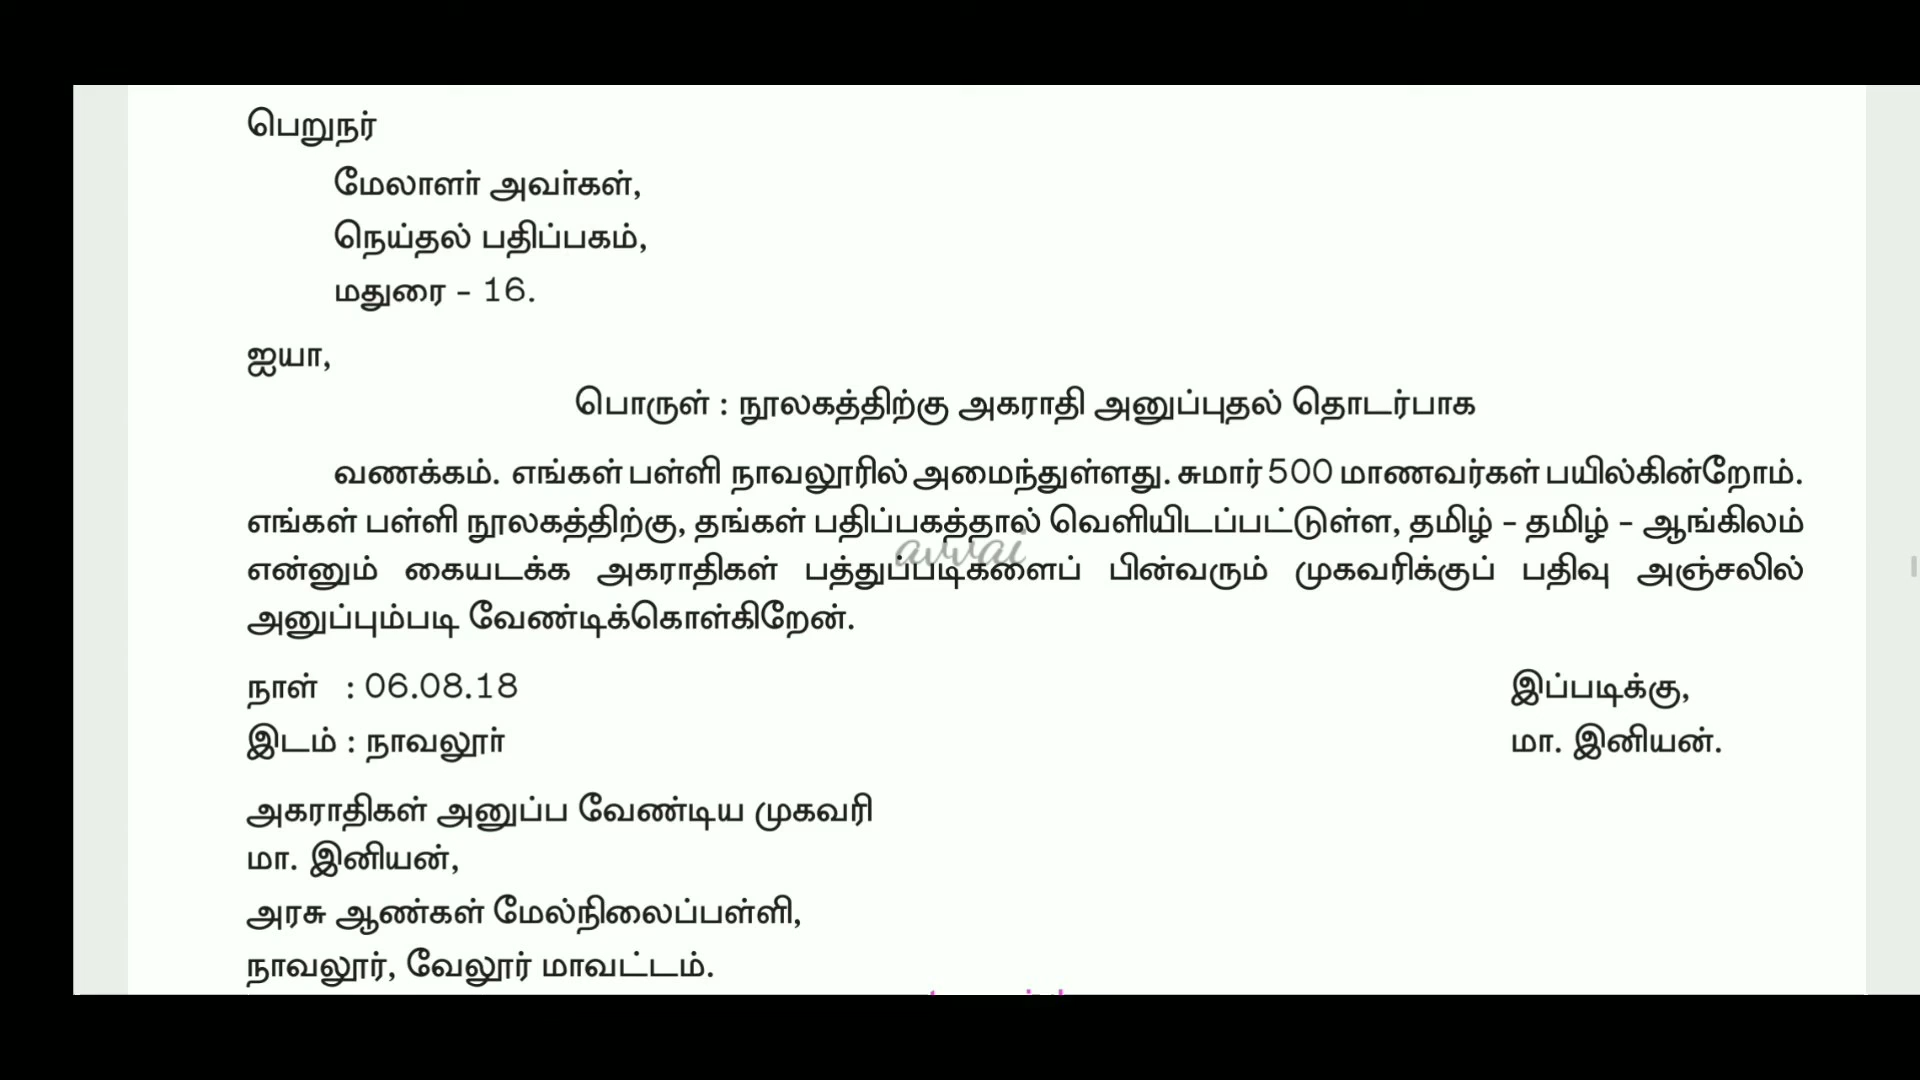 பெறுநர்
மேலாளர் அவர்கள்,
நெய்தல் பதிப்பகம்,
மதுரை - 16.
ஐயா,
பொருள் : நூலகத்திற்கு அகராதி அனுப்புதல் தொடர்பாக
வணக்கம். எங்கள் பள்ளி நாவலூரில் அமைந்துள்ளது. சுமார் 500 மாணவர்கள் பயில்கின்றோம்.
எங்கள் பள்ளி நூலகத்திற்கு, தங்கள் பதிப்பகத்தால் வெளியிடப்பட்டுள்ள, தமிழ் - தமிழ் - ஆங்கிலம்
avvai
என்னும் கையடக்க அகராதிகள் பத்துப்படிகளைப் பின்வரும் முகவரிக்குப் பதிவு அஞ்சலில்
அனுப்பும்படி வேண்டிக்கொள்கிறேன்.
நாள் : 06.08.18 இப்படிக்கு,
இடம் : நாவலூர் மா. இனியன்.
அகராதிகள் அனுப்ப வேண்டிய முகவரி
மா. இனியன்,
அரசு ஆண்கள் மேல்நிலைப்பள்ளி,
நாவலூர், வேலூர் மாவட்டம்.